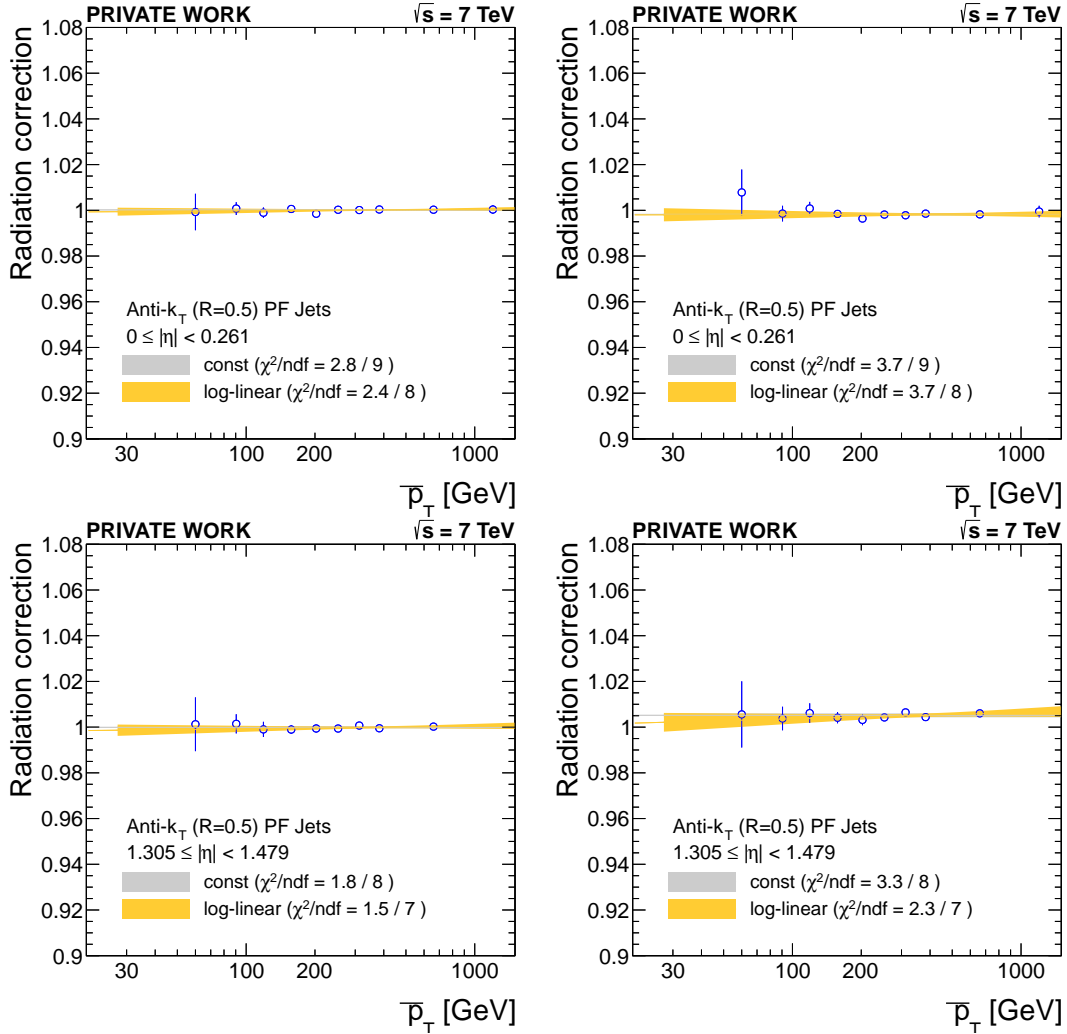 PRIVATE WORK √s = 7 TeV
Radiation correction
1.08
1.06
1.04
1.02
1
0.98
0.96
0.94
0.92
0.9
Anti-k_T (R=0.5) PF Jets
0 ≤ |η| < 0.261
const (χ²/ndf = 2.8 / 9 )
log-linear (χ²/ndf = 2.4 / 8 )
30 100 200 1000
p̅_T [GeV]
PRIVATE WORK √s = 7 TeV
Radiation correction
1.08
1.06
1.04
1.02
1
0.98
0.96
0.94
0.92
0.9
Anti-k_T (R=0.5) PF Jets
0 ≤ |η| < 0.261
const (χ²/ndf = 3.7 / 9 )
log-linear (χ²/ndf = 3.7 / 8 )
30 100 200 1000
p̅_T [GeV]
PRIVATE WORK √s = 7 TeV
Radiation correction
1.08
1.06
1.04
1.02
1
0.98
0.96
0.94
0.92
0.9
Anti-k_T (R=0.5) PF Jets
1.305 ≤ |η| < 1.479
const (χ²/ndf = 1.8 / 8 )
log-linear (χ²/ndf = 1.5 / 7 )
30 100 200 1000
p̅_T [GeV]
PRIVATE WORK √s = 7 TeV
Radiation correction
1.08
1.06
1.04
1.02
1
0.98
0.96
0.94
0.92
0.9
Anti-k_T (R=0.5) PF Jets
1.305 ≤ |η| < 1.479
const (χ²/ndf = 3.3 / 8 )
log-linear (χ²/ndf = 2.3 / 7 )
30 100 200 1000
p̅_T [GeV]